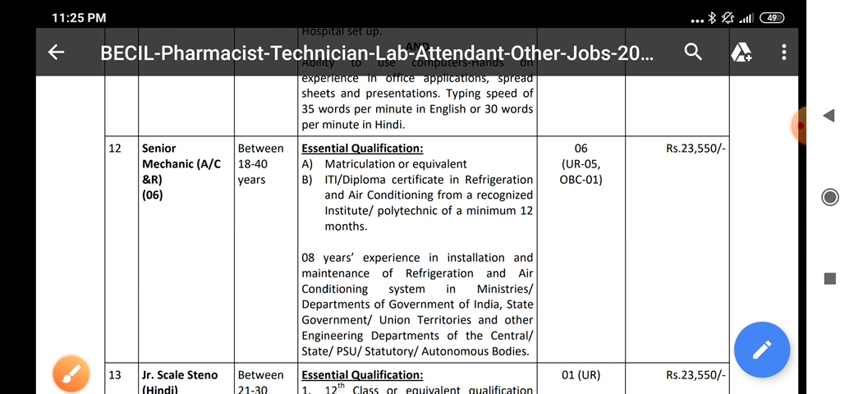 11:25 PM
49
Hospital set up.
BECIL-Pharmacist-Technician-Lab-Attendant-Other-Jobs-20...
AND
Ability to use computers-Hands on
experience in office applications, spread
sheets and presentations. Typing speed of
35 words per minute in English or 30 words
per minute in Hindi.
12
Senior
Mechanic (A/C
&R)
(06)
Between
18-40
years
Essential Qualification:
A) Matriculation or equivalent
B) ITI/Diploma certificate in Refrigeration
and Air Conditioning from a recognized
Institute/ polytechnic of a minimum 12
months.
08 years' experience in installation and
maintenance of Refrigeration and Air
Conditioning system in Ministries/
Departments of Government of India, State
Government/ Union Territories and other
Engineering Departments of the Central/
State/ PSU/ Statutory/ Autonomous Bodies.
06
(UR-05,
OBC-01)
Rs.23,550/-
13
Jr. Scale Steno
(Hindi)
Between
21-30
Essential Qualification:
1. 12th Class or equivalent qualification
01 (UR)
Rs.23,550/-